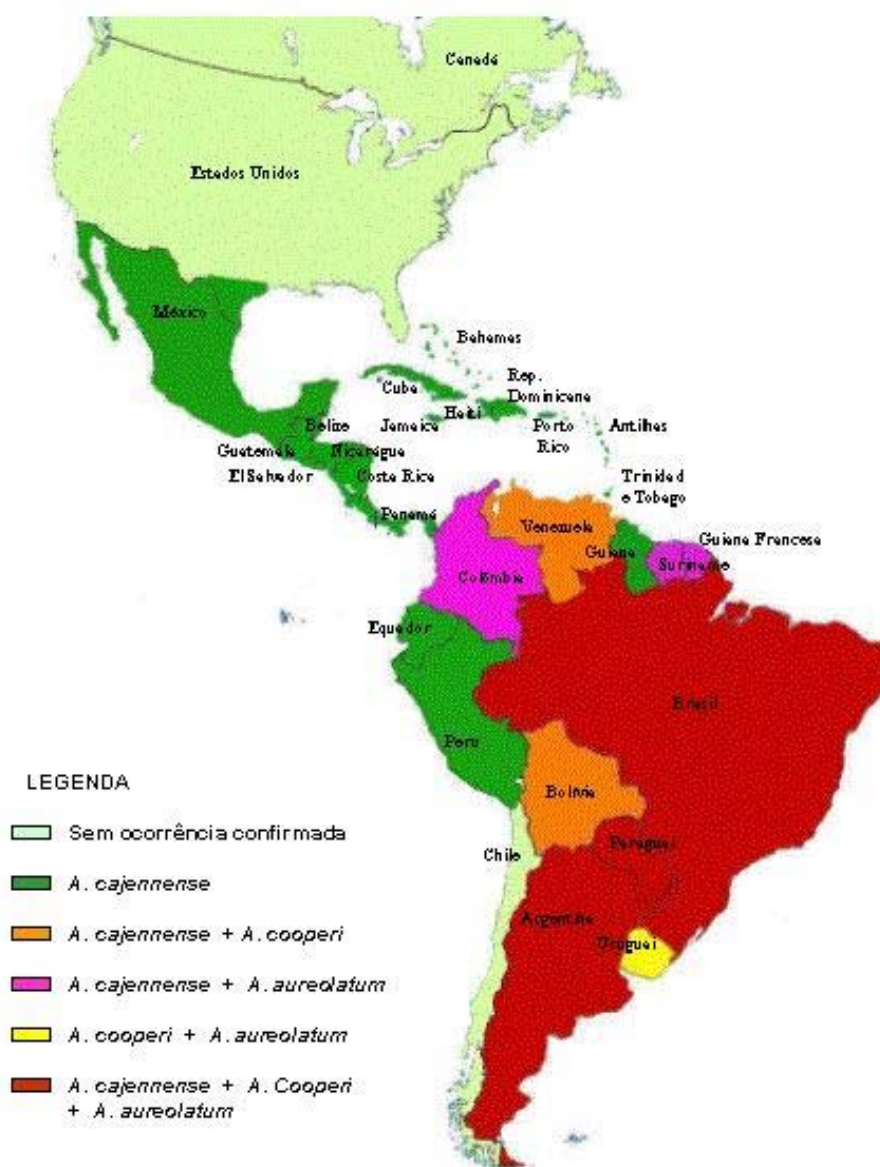 Canadá
Estados Unidos
México
Bahamas
Cuba
Rep.
Dominicana
Haiti
Belize
Jamaica
Porto
Rico
Antilhas
Guatemala
Nicarágua
El Salvador
Costa Rica
Trinidad
e Tobago
Panamá
Venezuela
Guiana
Guiana Francesa
Suriname
Colômbia
Equador
Brasil
Peru
Bolívia
Chile
Paraguai
Argentina
Uruguai
LEGENDA
Sem ocorrência confirmada
A. cajennense
A. cajennense + A. cooperi
A. cajennense + A. aureolatum
A. cooperi + A. aureolatum
A. cajennense + A. Cooperi
+ A. aureolatum